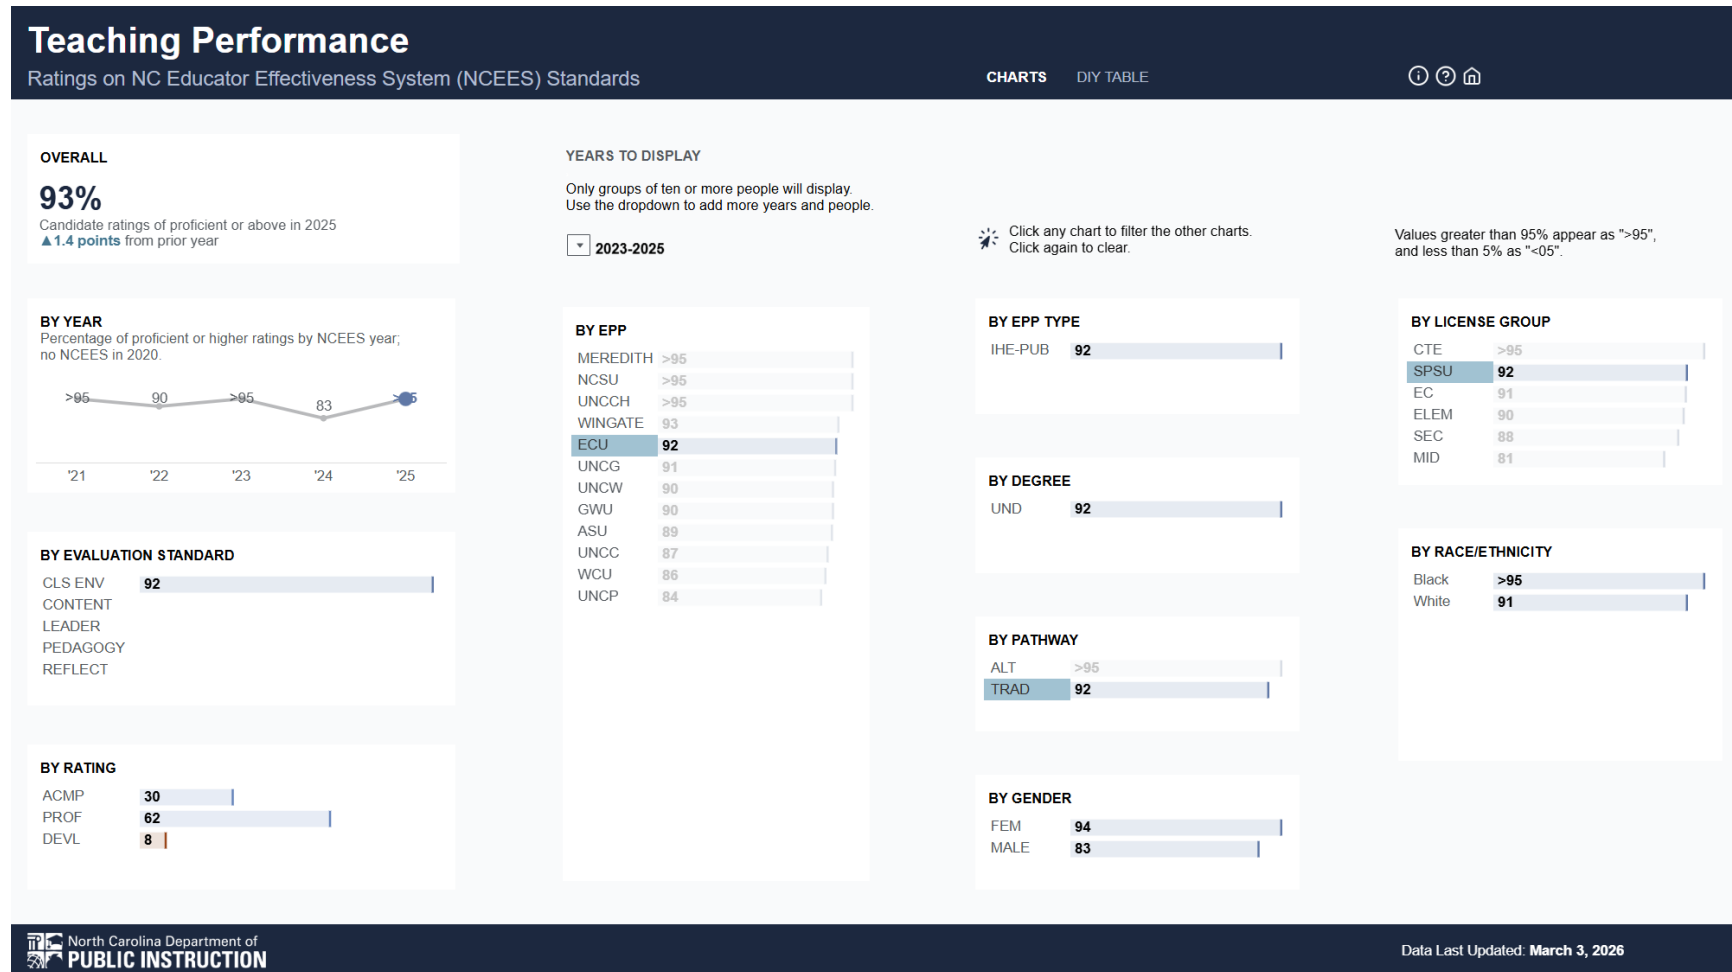 Teaching Performance
Ratings on NC Educator Effectiveness System (NCEES) Standards
CHARTS
DIY TABLE
OVERALL
93%
Candidate ratings of proficient or above in 2025
▲1.4 points from prior year
YEARS TO DISPLAY
Only groups of ten or more people will display.
Use the dropdown to add more years and people.
2023-2025
Click any chart to filter the other charts.
Click again to clear.
Values greater than 95% appear as ">95",
and less than 5% as "<05".
BY YEAR
Percentage of proficient or higher ratings by NCEES year;
no NCEES in 2020.
>95 90 >95 83
'21 '22 '23 '24 '25
BY EVALUATION STANDARD
CLS ENV 92
CONTENT
LEADER
PEDAGOGY
REFLECT
BY RATING
ACMP 30
PROF 62
DEVL 8
BY EPP
MEREDITH >95
NCSU >95
UNCCH >95
WINGATE 93
ECU 92
UNCG 91
UNCW 90
GWU 90
ASU 89
UNCC 87
WCU 86
UNCP 84
BY EPP TYPE
IHE-PUB 92
BY DEGREE
UND 92
BY PATHWAY
ALT >95
TRAD 92
BY GENDER
FEM 94
MALE 83
BY LICENSE GROUP
CTE >95
SPSU 92
EC 91
ELEM 90
SEC 88
MID 81
BY RACE/ETHNICITY
Black >95
White 91
North Carolina Department of
PUBLIC INSTRUCTION
Data Last Updated: March 3, 2026